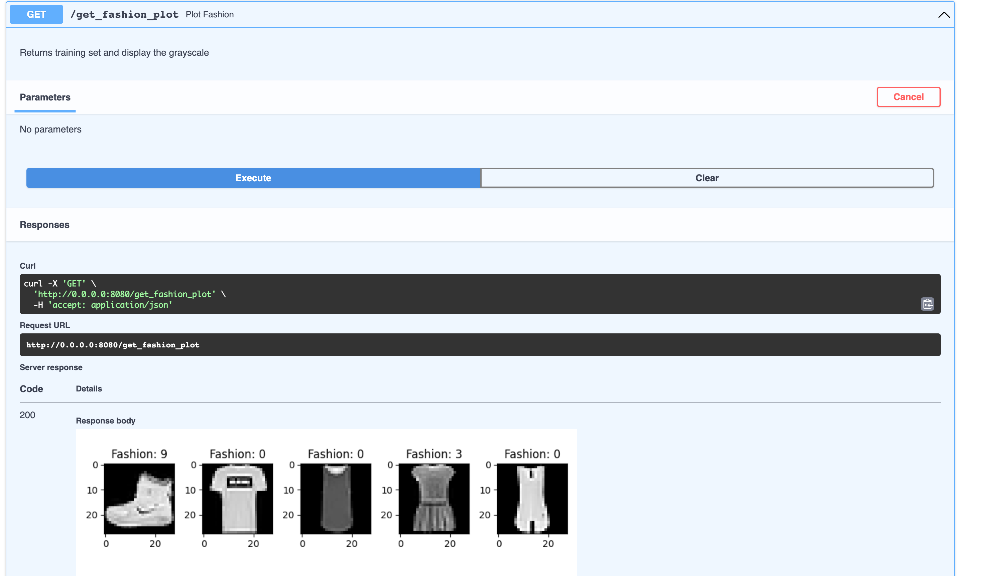 GET /get_fashion_plot Plot Fashion
Returns training set and display the grayscale
Parameters
Cancel
No parameters
Execute
Clear
Responses
Curl
curl -X 'GET' \
'http://0.0.0.0:8080/get_fashion_plot' \
-H 'accept: application/json'
Request URL
http://0.0.0.0:8080/get_fashion_plot
Server response
Code Details
200
Response body
Fashion: 9 Fashion: 0 Fashion: 0 Fashion: 3 Fashion: 0
0 0 0 0 0
10 10 10 10 10
20 20 20 20 20
0 20 0 20 0 20 0 20 0 20